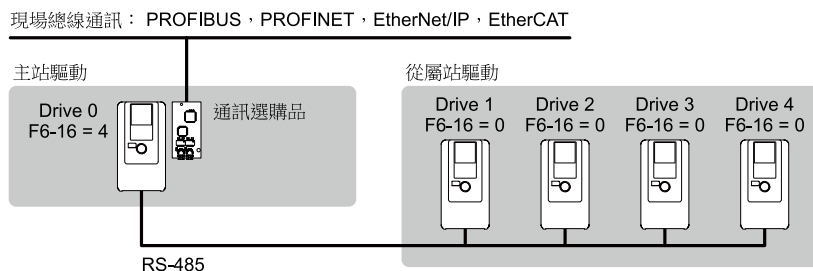 現場總線通訊： PROFIBUS，PROFINET，EtherNet/IP，EtherCAT
主站驅動
Drive 0
F6-16 = 4
通訊選購品
從屬站驅動
Drive 1
F6-16 = 0
Drive 2
F6-16 = 0
Drive 3
F6-16 = 0
Drive 4
F6-16 = 0
RS-485